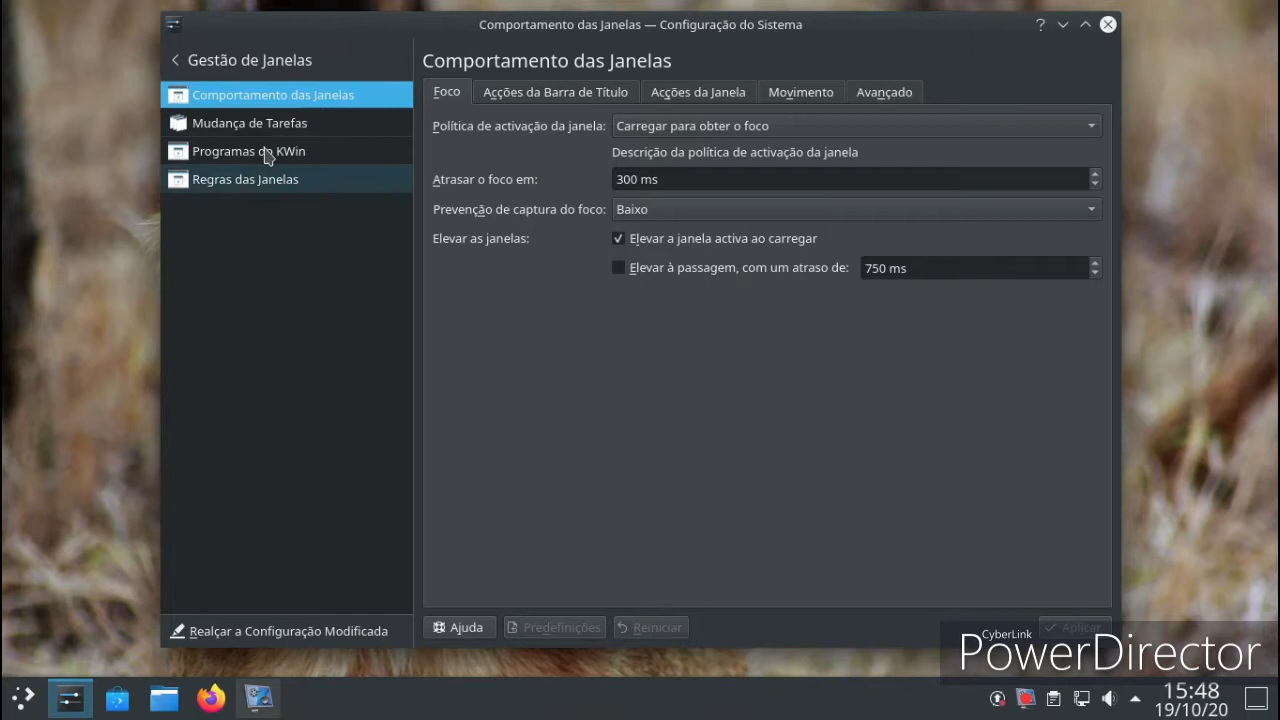 Comportamento das Janelas — Configuração do Sistema
Gestão de Janelas
Comportamento das Janelas
Mudança de Tarefas
Programas do KWin
Regras das Janelas
Realçar a Configuração Modificada
Comportamento das Janelas
Foco
Acções da Barra de Título
Acções da Janela
Movimento
Avançado
Política de activação da janela: Carregar para obter o foco
Descrição da política de activação da janela
Atrasar o foco em: 300 ms
Prevenção de captura do foco: Baixo
Elevar as janelas: Elevar a janela activa ao carregar
Elevar à passagem, com um atraso de: 750 ms
Ajuda
Predefinições
Reiniciar
Aplicar
CyberLink
PowerDirector
15:48
19/10/20